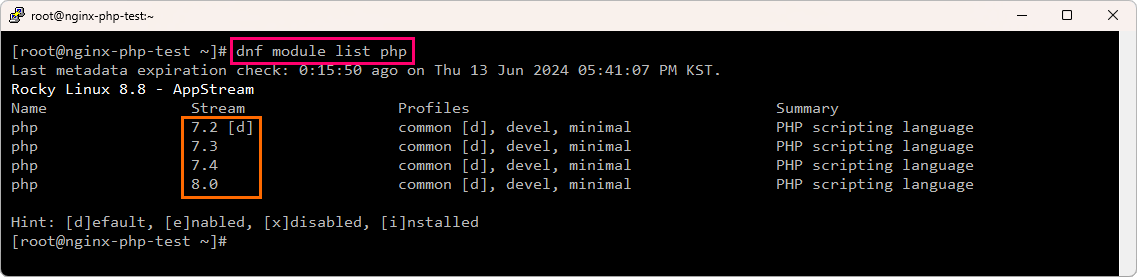 root@nginx-php-test:~
[root@nginx-php-test ~]# dnf module list php
Last metadata expiration check: 0:15:50 ago on Thu 13 Jun 2024 05:41:07 PM KST.
Rocky Linux 8.8 - AppStream
Name Stream Profiles Summary
php 7.2 [d] common [d], devel, minimal PHP scripting language
php 7.3 common [d], devel, minimal PHP scripting language
php 7.4 common [d], devel, minimal PHP scripting language
php 8.0 common [d], devel, minimal PHP scripting language
Hint: [d]efault, [e]nabled, [x]disabled, [i]nstalled
[root@nginx-php-test ~]#